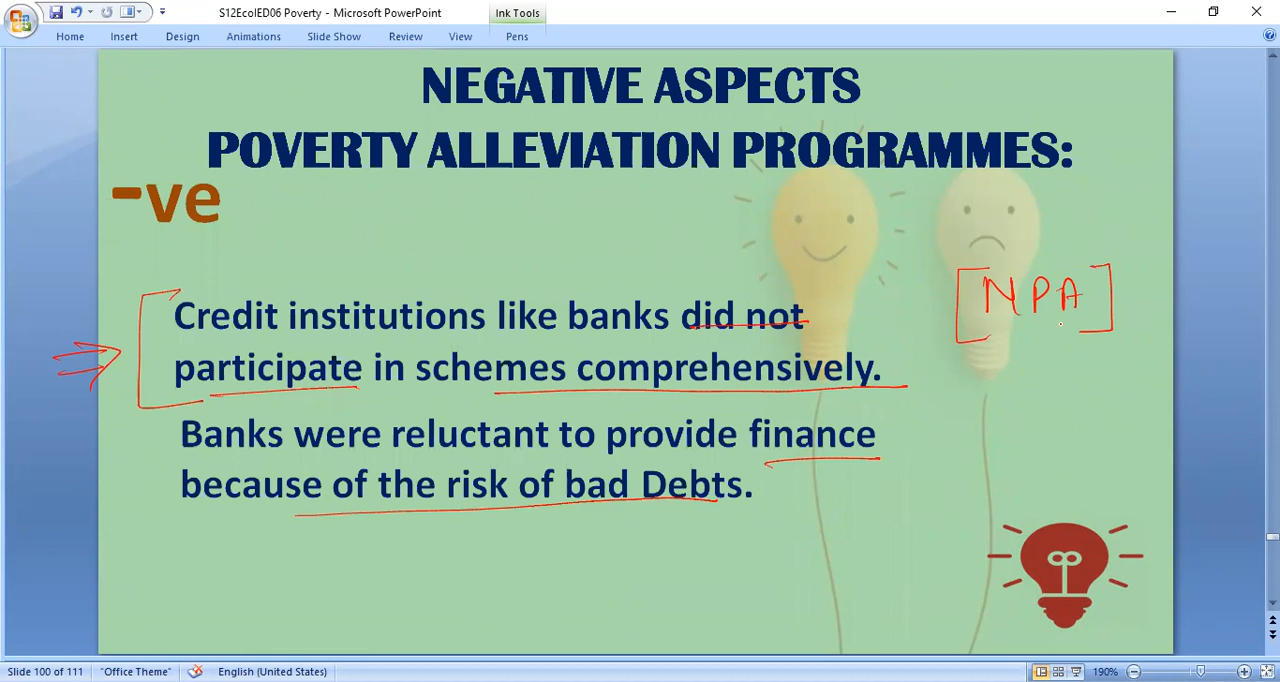 S12EcoIED06 Poverty - Microsoft PowerPoint
Ink Tools
Home Insert Design Animations Slide Show Review View Pens
NEGATIVE ASPECTS
POVERTY ALLEVIATION PROGRAMMES:
-ve
[NPA]
Credit institutions like banks did not
participate in schemes comprehensively.
Banks were reluctant to provide finance
because of the risk of bad Debts.
Slide 100 of 111 "Office Theme" English (United States) 190%